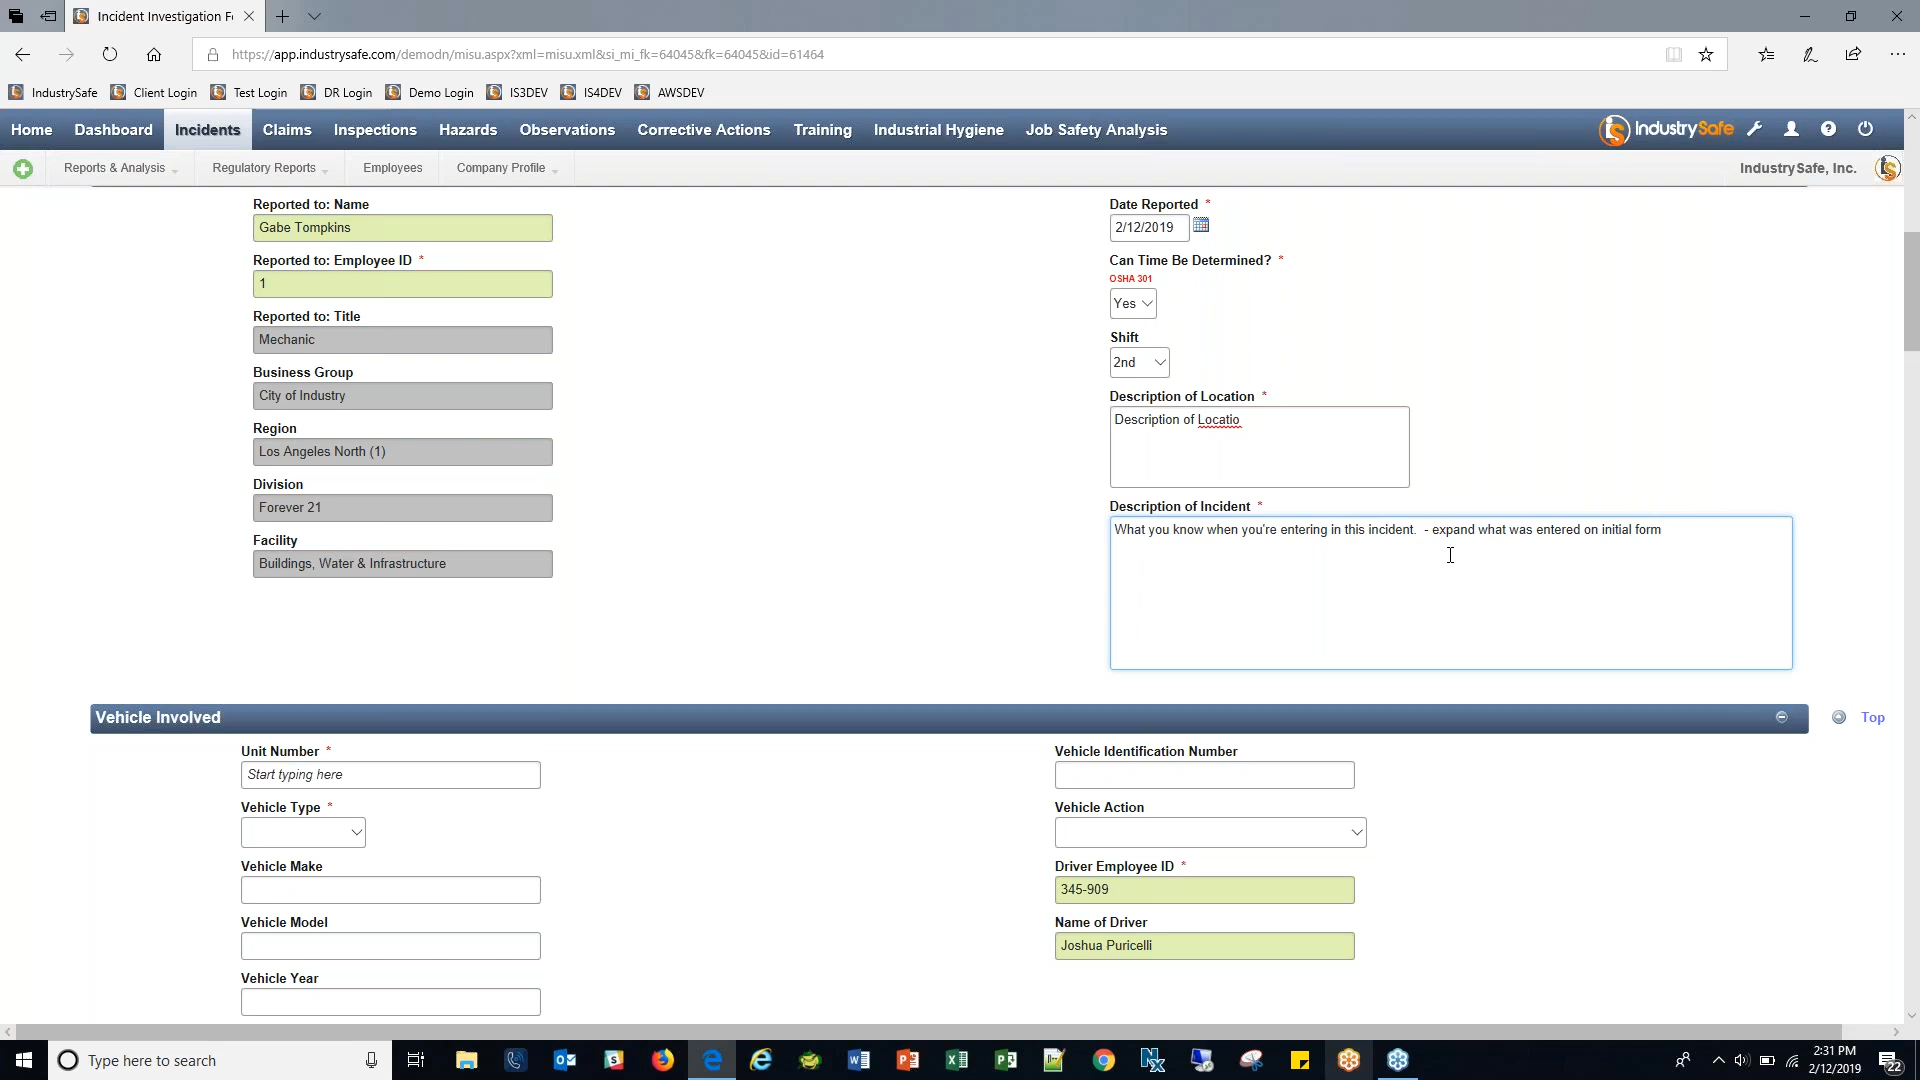 Incident Investigation F
https://app.industrysafe.com/demodn/misu.aspx?xml=misu.xml&si_mi_fk=64045&fk=64045&id=61464
IndustrySafe Client Login Test Login DR Login Demo Login IS3DEV IS4DEV AWSDEV
Home Dashboard Incidents Claims Inspections Hazards Observations Corrective Actions Training Industrial Hygiene Job Safety Analysis IndustrySafe
Reports & Analysis Regulatory Reports Employees Company Profile IndustrySafe, Inc.
Reported to: Name
Gabe Tompkins
Reported to: Employee ID *
1
Reported to: Title
Mechanic
Business Group
City of Industry
Region
Los Angeles North (1)
Division
Forever 21
Facility
Buildings, Water & Infrastructure
Date Reported *
2/12/2019
Can Time Be Determined? *
OSHA 301
Yes
Shift
2nd
Description of Location *
Description of Locatio
Description of Incident *
What you know when you're entering in this incident.  - expand what was entered on initial form
Vehicle Involved
Top
Unit Number *
Start typing here
Vehicle Type *
Vehicle Make
Vehicle Model
Vehicle Year
Vehicle Identification Number
Vehicle Action
Driver Employee ID *
345-909
Name of Driver
Joshua Puricelli
Type here to search
2:31 PM
2/12/2019
22